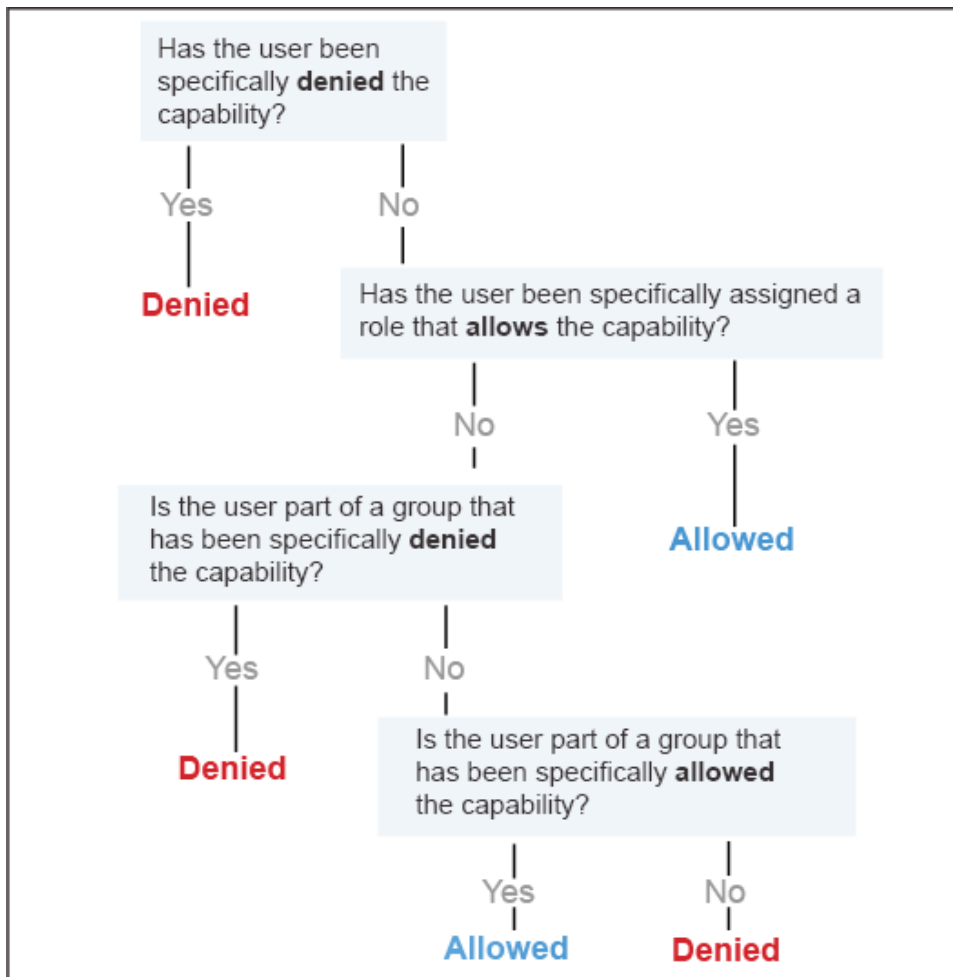 Has the user been
specifically denied the
capability?
Yes
No
Denied
Has the user been specifically assigned a
role that allows the capability?
No
Yes
Is the user part of a group that
has been specifically denied
the capability?
Allowed
Yes
No
Denied
Is the user part of a group that
has been specifically allowed
the capability?
Yes
No
Allowed
Denied